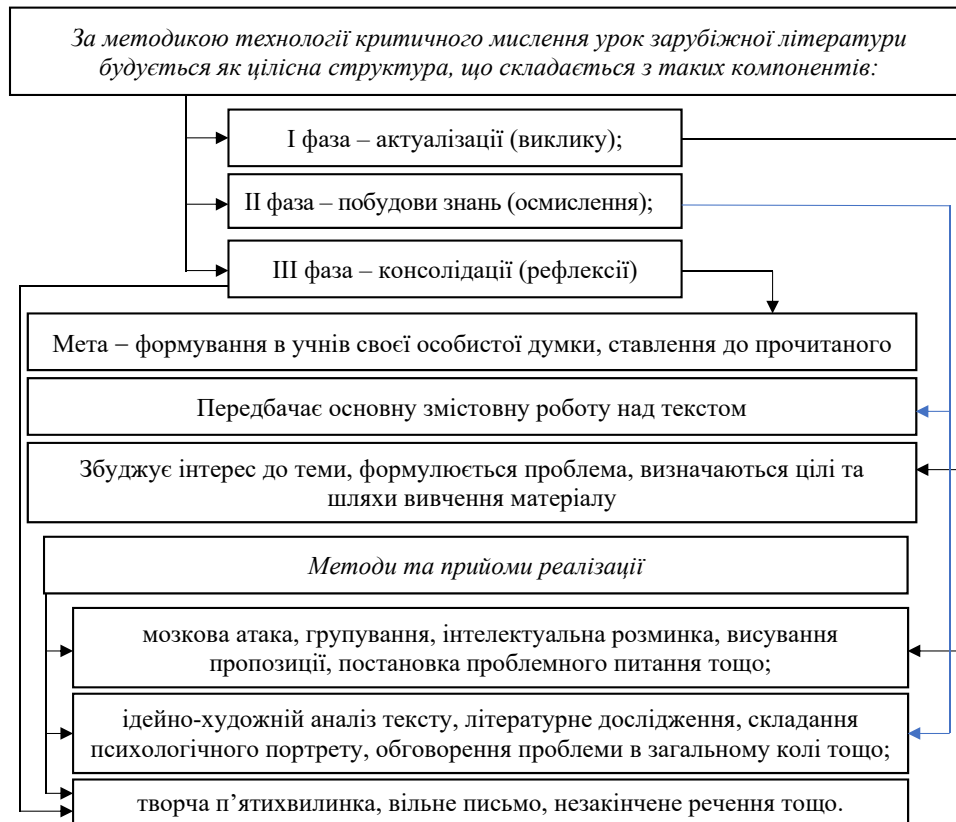 За методикою технології критичного мислення урок зарубіжної літератури
будується як цілісна структура, що складається з таких компонентів:
І фаза – актуалізації (виклику);
ІІ фаза – побудови знань (осмислення);
ІІІ фаза – консолідації (рефлексії)
Мета – формування в учнів своєї особистої думки, ставлення до прочитаного
Передбачає основну змістовну роботу над текстом
Збуджує інтерес до теми, формулюється проблема, визначаються цілі та
шляхи вивчення матеріалу
Методи та прийоми реалізації
мозкова атака, групування, інтелектуальна розминка, висування
пропозиції, постановка проблемного питання тощо;
ідейно-художній аналіз тексту, літературне дослідження, складання
психологічного портрету, обговорення проблеми в загальному колі тощо;
творча п’ятихвилинка, вільне письмо, незакінчене речення тощо.